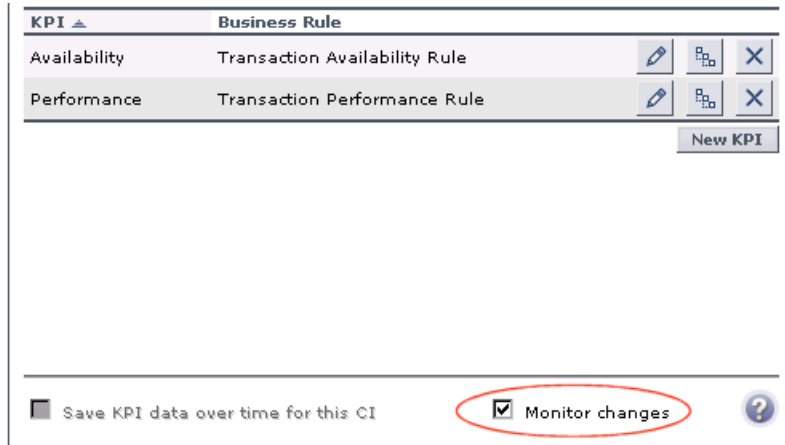 KPI Business Rule
Availability Transaction Availability Rule
Performance Transaction Performance Rule
New KPI
Save KPI data over time for this CI Monitor changes ?